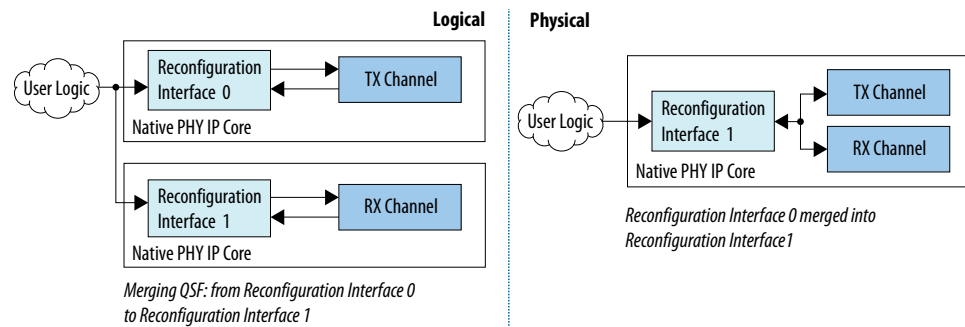 Logical
User Logic
Reconfiguration
Interface 0
TX Channel
Native PHY IP Core
Reconfiguration
Interface 1
RX Channel
Native PHY IP Core
Merging QSF: from Reconfiguration Interface 0
to Reconfiguration Interface 1
Physical
User Logic
Reconfiguration
Interface 1
TX Channel
RX Channel
Native PHY IP Core
Reconfiguration Interface 0 merged into
Reconfiguration Interface1